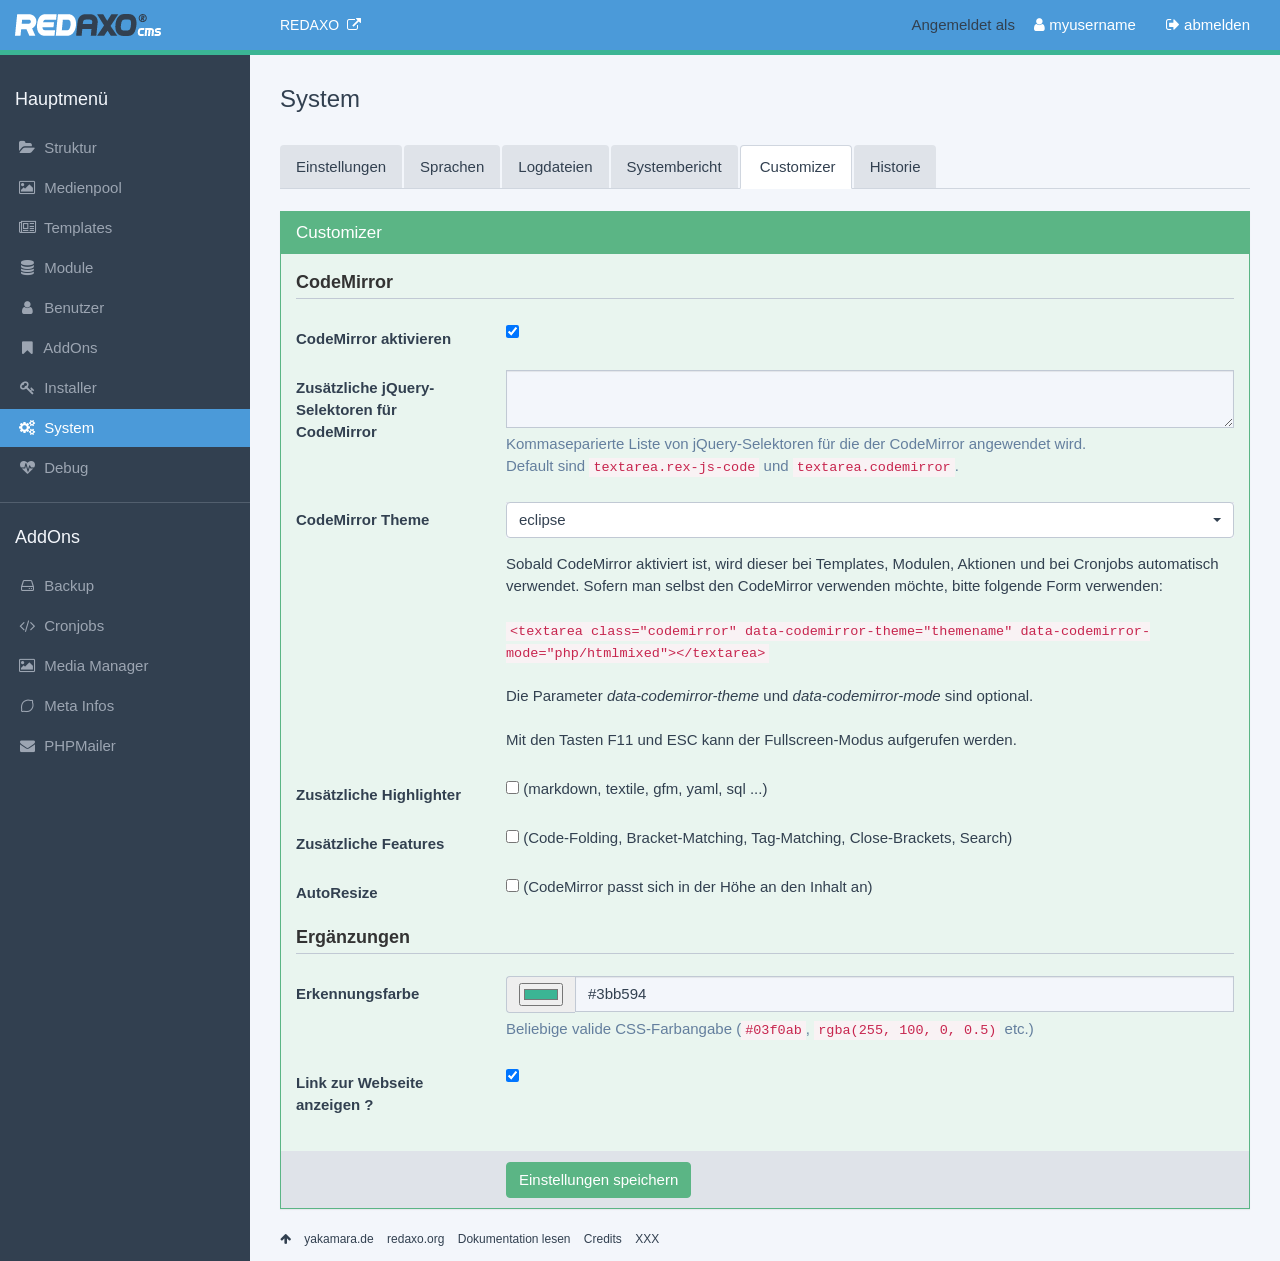 REDAXO® cms
REDAXO
Angemeldet als myusername abmelden
Hauptmenü
Struktur
Medienpool
Templates
Module
Benutzer
AddOns
Installer
System
Debug
AddOns
Backup
Cronjobs
Media Manager
Meta Infos
PHPMailer
System
Einstellungen Sprachen Logdateien Systembericht Customizer Historie
Customizer
CodeMirror
CodeMirror aktivieren
Zusätzliche jQuery-
Selektoren für
CodeMirror
Kommaseparierte Liste von jQuery-Selektoren für die der CodeMirror angewendet wird.
Default sind textarea.rex-js-code und textarea.codemirror.
CodeMirror Theme
eclipse
Sobald CodeMirror aktiviert ist, wird dieser bei Templates, Modulen, Aktionen und bei Cronjobs automatisch
verwendet. Sofern man selbst den CodeMirror verwenden möchte, bitte folgende Form verwenden:
<textarea class="codemirror" data-codemirror-theme="themename" data-codemirror-
mode="php/htmlmixed"></textarea>
Die Parameter data-codemirror-theme und data-codemirror-mode sind optional.
Mit den Tasten F11 und ESC kann der Fullscreen-Modus aufgerufen werden.
Zusätzliche Highlighter
(markdown, textile, gfm, yaml, sql ...)
Zusätzliche Features
(Code-Folding, Bracket-Matching, Tag-Matching, Close-Brackets, Search)
AutoResize
(CodeMirror passt sich in der Höhe an den Inhalt an)
Ergänzungen
Erkennungsfarbe
#3bb594
Beliebige valide CSS-Farbangabe (#03f0ab, rgba(255, 100, 0, 0.5) etc.)
Link zur Webseite
anzeigen ?
Einstellungen speichern
yakamara.de redaxo.org Dokumentation lesen Credits XXX